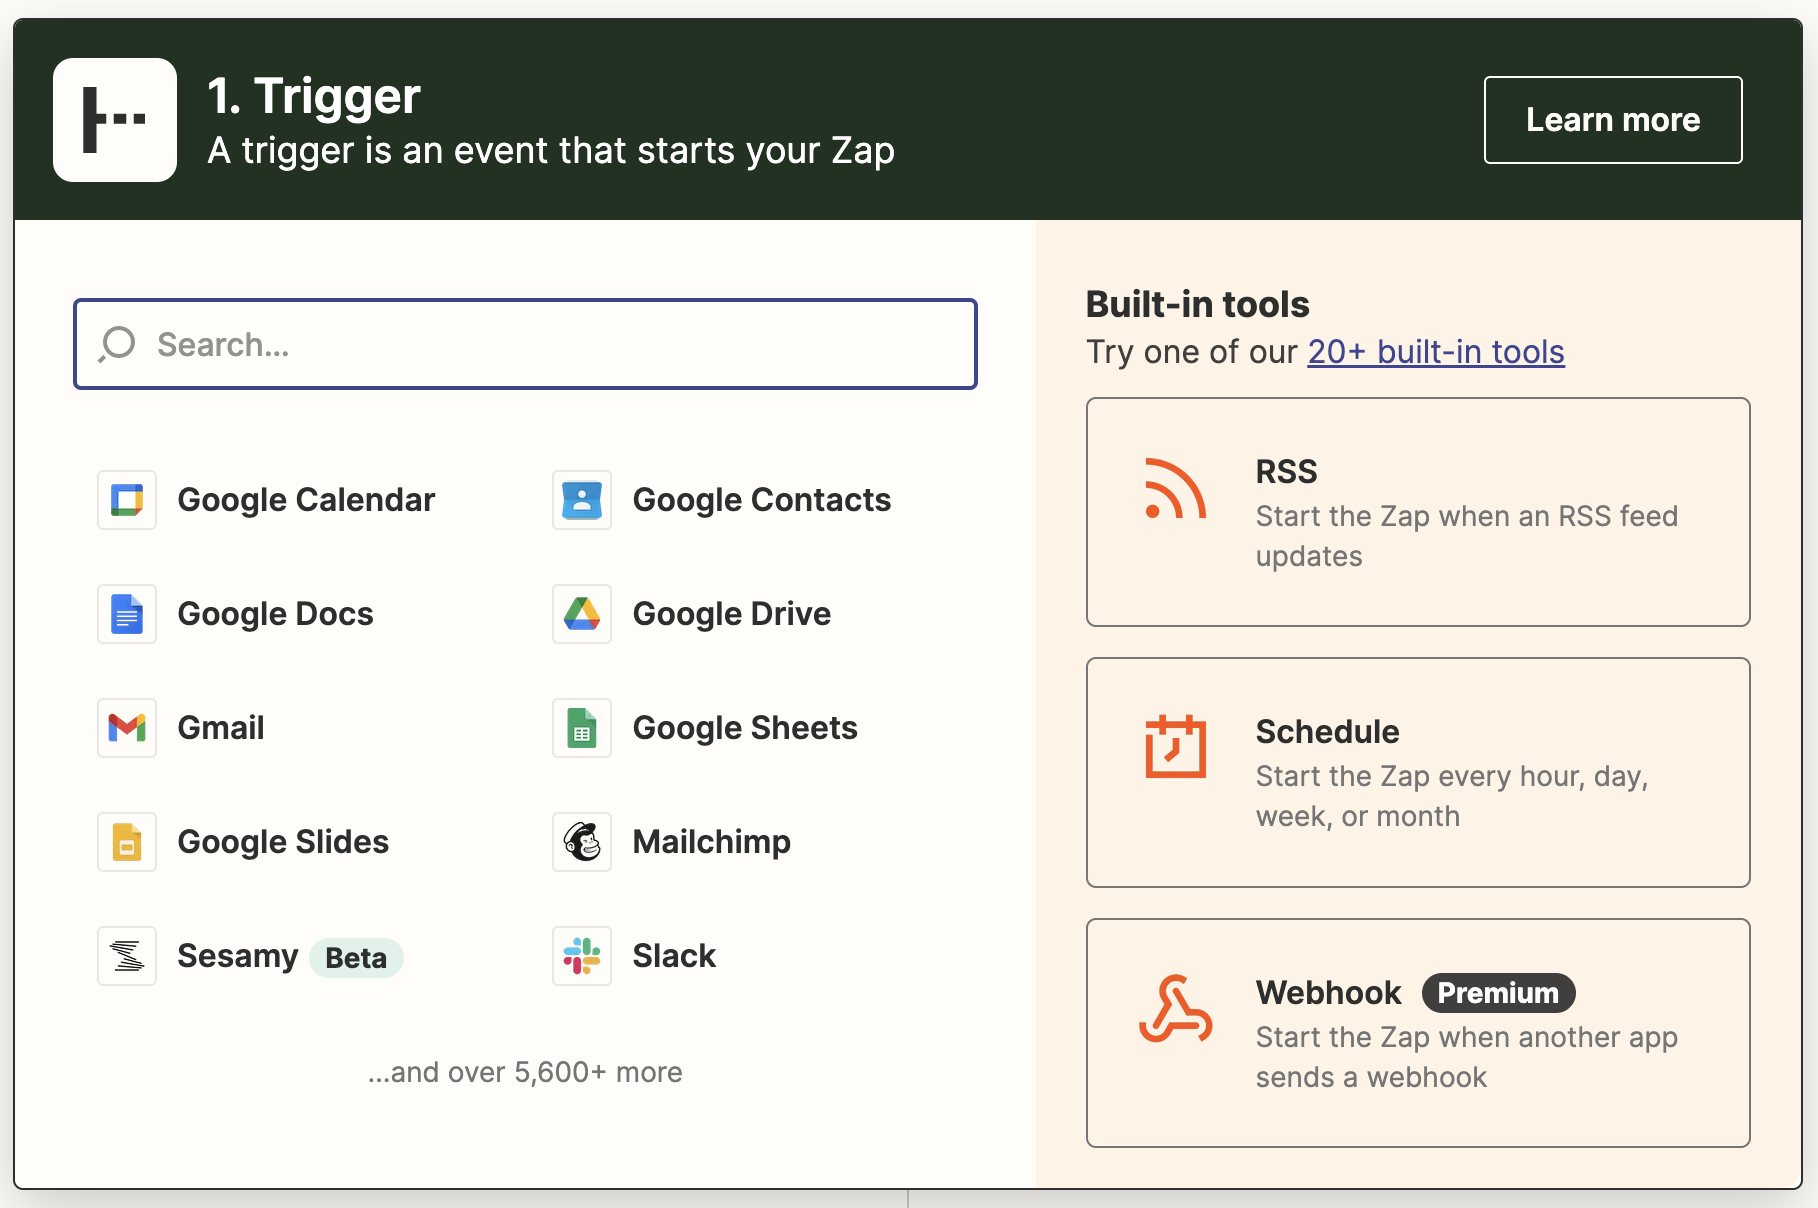 1. Trigger
A trigger is an event that starts your Zap
Learn more
Search...
Google Calendar
Google Contacts
Google Docs
Google Drive
Gmail
Google Sheets
Google Slides
Mailchimp
Sesamy Beta
Slack
...and over 5,600+ more
Built-in tools
Try one of our 20+ built-in tools
RSS
Start the Zap when an RSS feed
updates
Schedule
Start the Zap every hour, day,
week, or month
Webhook Premium
Start the Zap when another app
sends a webhook